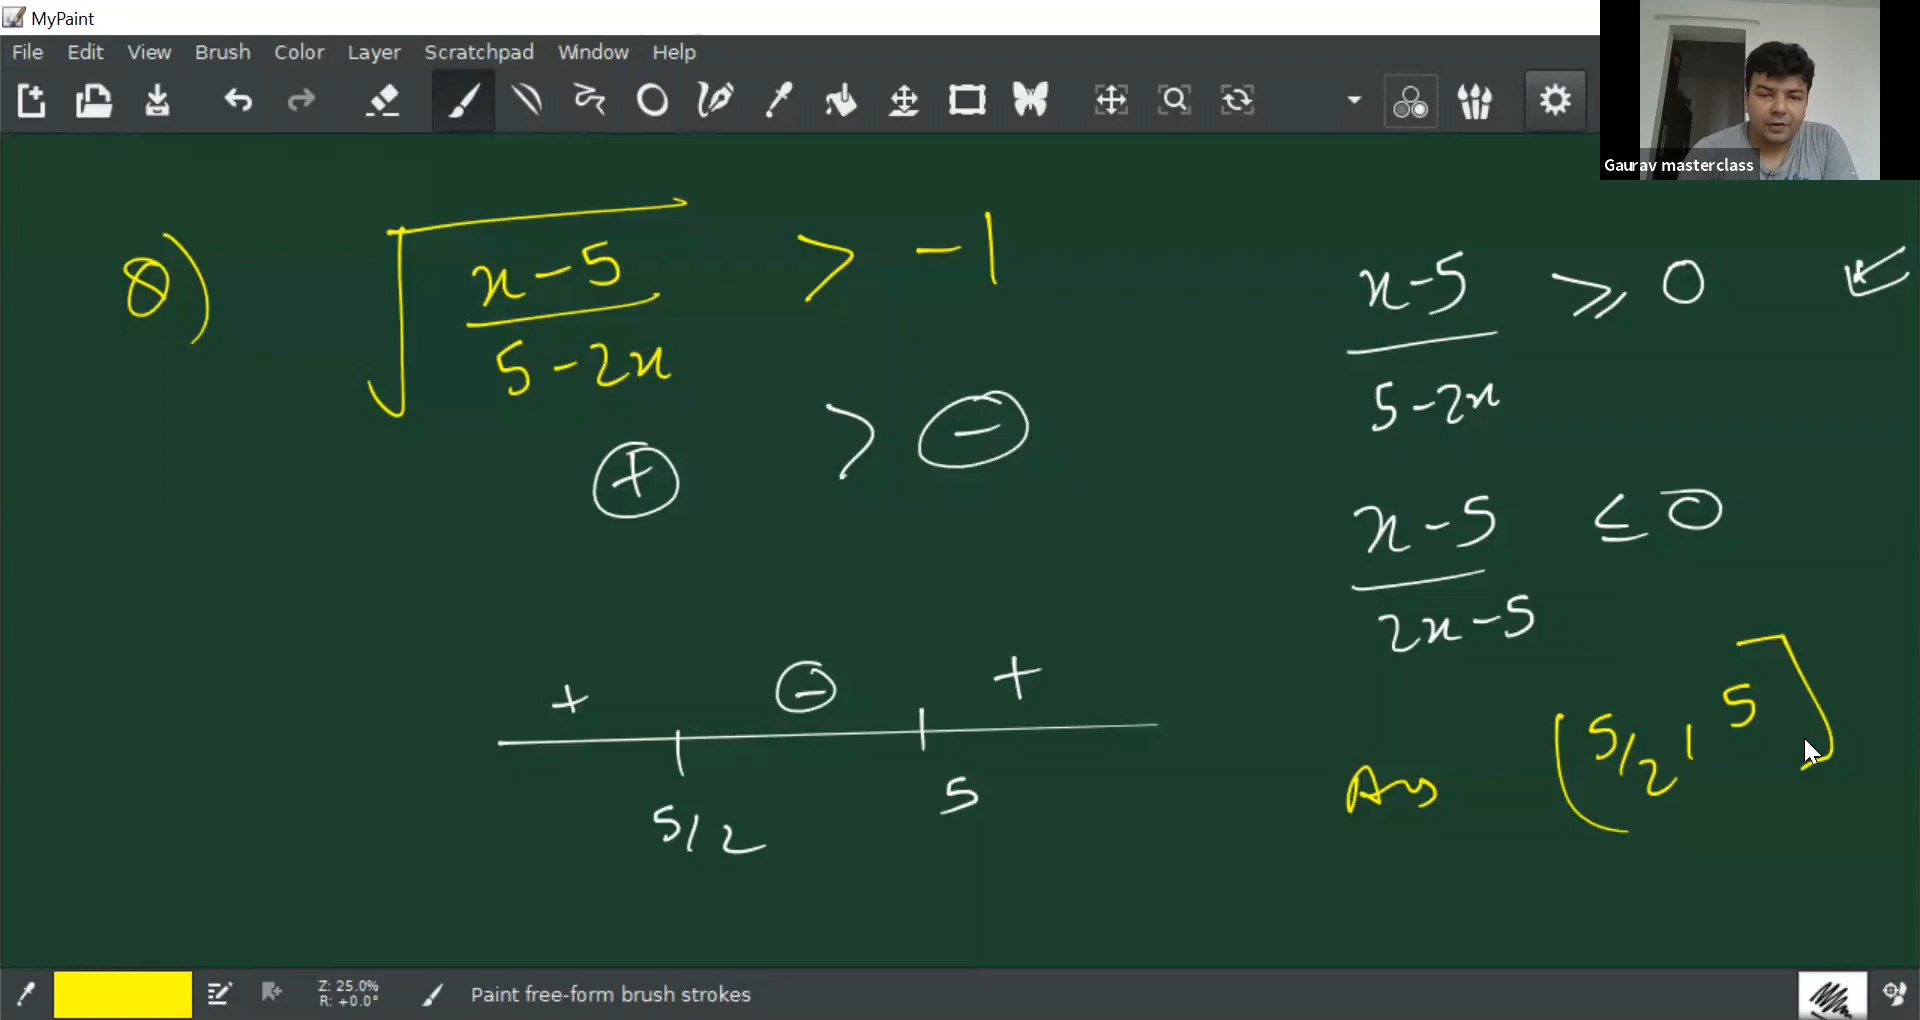 MyPaint
File Edit View Brush Color Layer Scratchpad Window Help
Gaurav masterclass
Q) √((x-5)/(5-2x)) > -1
(+) > (-)
(x-5)/(5-2x) ≥ 0
(x-5)/(2x-5) ≤ 0
+ (-) +
5/2 5
Ans (5/2, 5]
Z: 25.0%
R: +0.0°
Paint free-form brush strokes